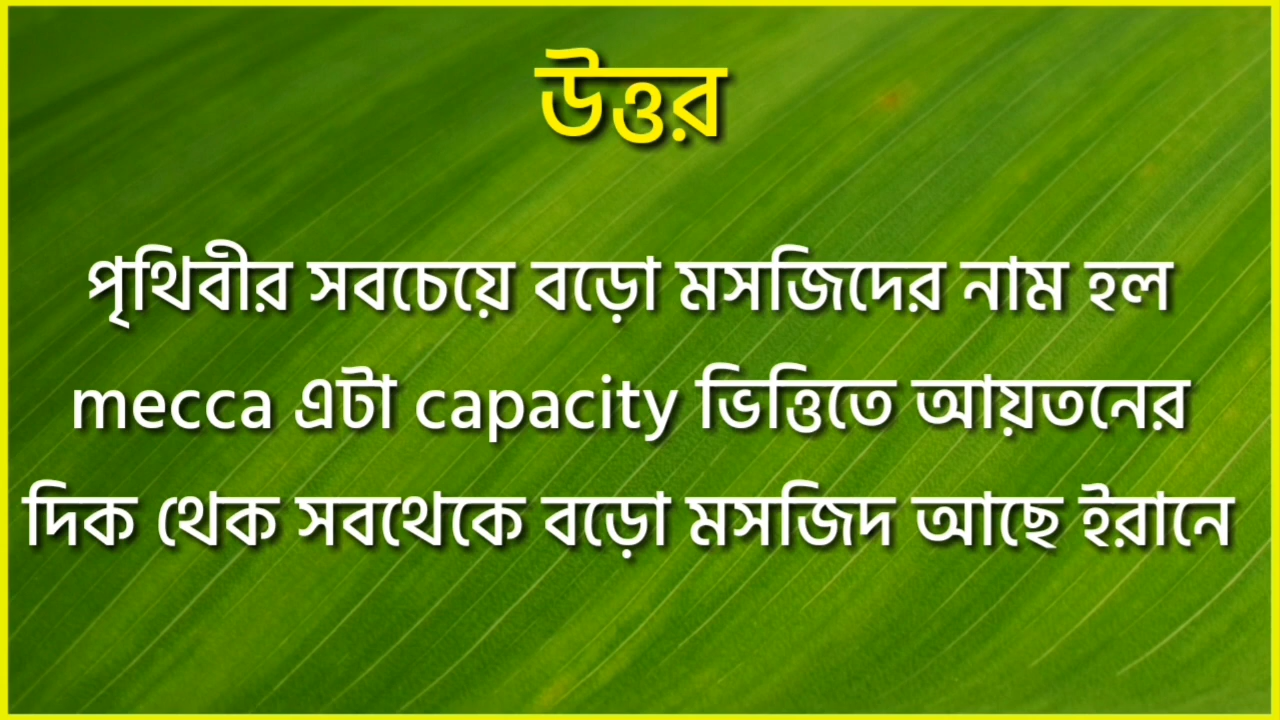 উত্তর
পৃথিবীর সবচেয়ে বড়ো মসজিদের নাম হল
mecca এটা capacity ভিত্তিতে আয়তনের
দিক থেক সবথেকে বড়ো মসজিদ আছে ইরানে